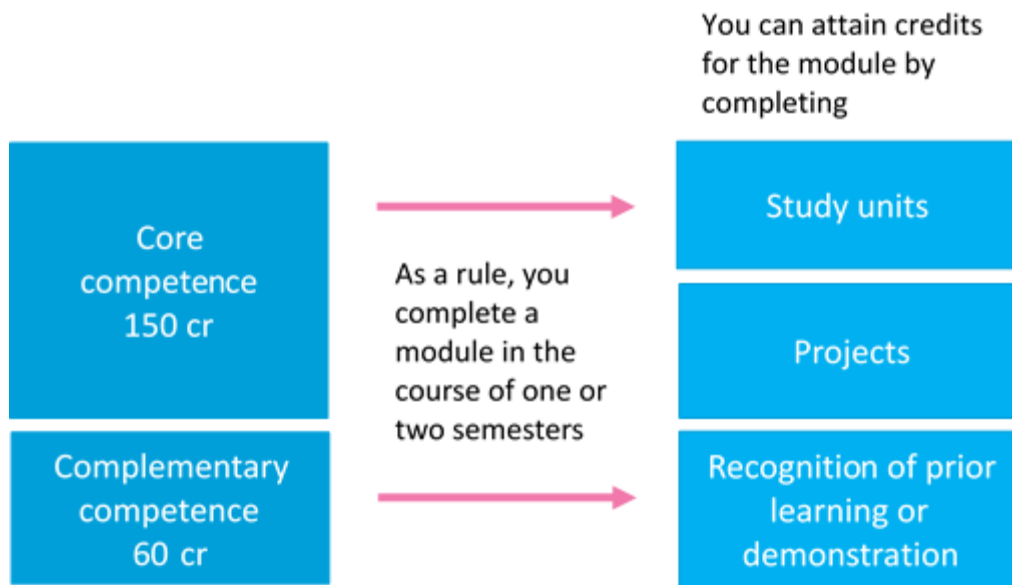 You can attain credits
for the module by
completing
Core
competence
150 cr
Complementary
competence
60 cr
As a rule, you
complete a
module in the
course of one or
two semesters
Study units
Projects
Recognition of prior
learning or
demonstration